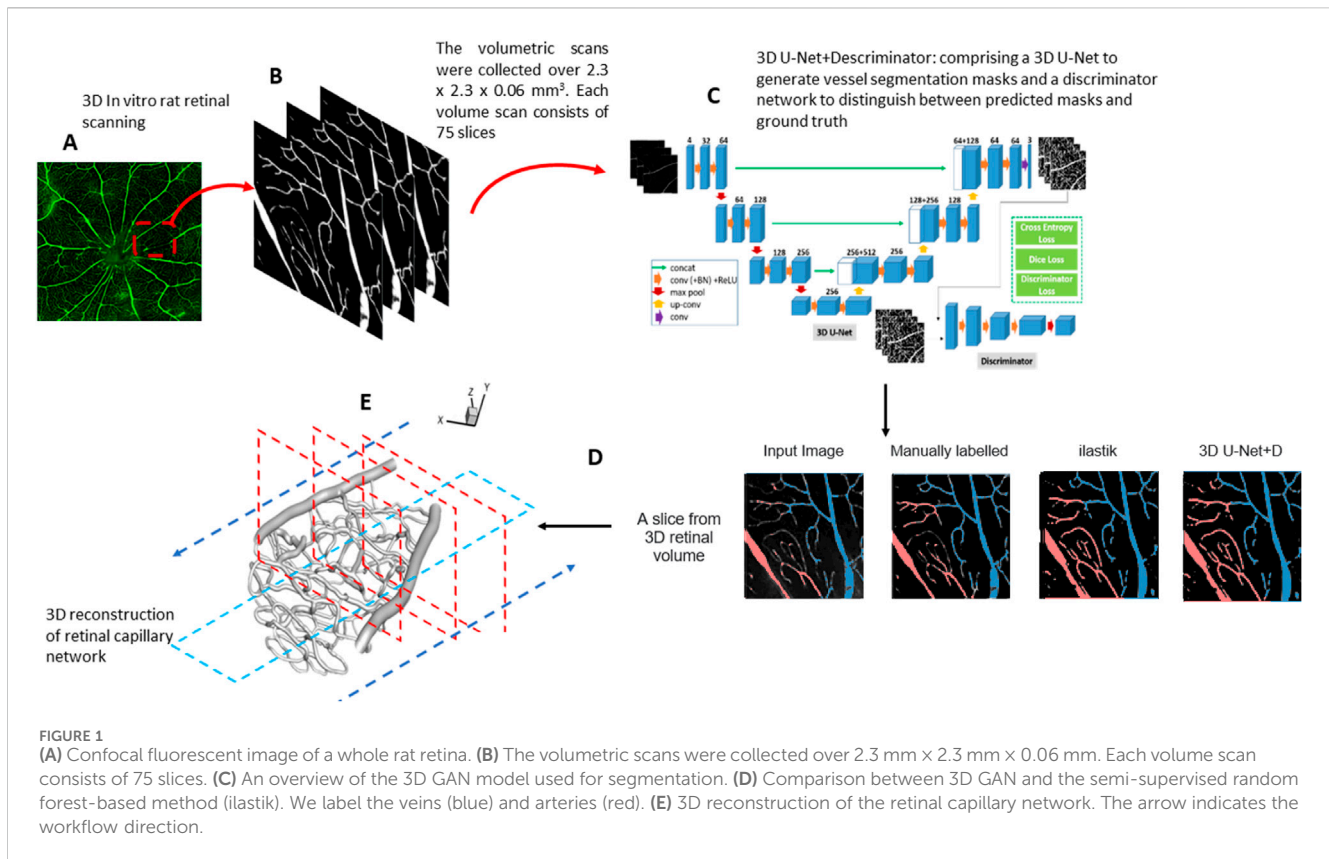 3D In vitro rat retinal
scanning
A
B
The volumetric scans
were collected over 2.3
x 2.3 x 0.06 mm³. Each
volume scan consists of
75 slices
3D U-Net+Descriminator: comprising a 3D U-Net to
generate vessel segmentation masks and a discriminator
network to distinguish between predicted masks and
ground truth
C
4 32 64
64+128 64 64 3
64 128
128+256 128
128 256
256+512 256
256
concat
conv (+BN) +ReLU
max pool
up-conv
conv
3D U-Net
Cross Entropy
Loss
Dice Loss
Discriminator
Loss
Discriminator
E
X Z Y
3D reconstruction
of retinal capillary
network
D
A slice from
3D retinal
volume
Input Image Manually labelled ilastik 3D U-Net+D
FIGURE 1
(A) Confocal fluorescent image of a whole rat retina. (B) The volumetric scans were collected over 2.3 mm × 2.3 mm × 0.06 mm. Each volume scan
consists of 75 slices. (C) An overview of the 3D GAN model used for segmentation. (D) Comparison between 3D GAN and the semi-supervised random
forest-based method (ilastik). We label the veins (blue) and arteries (red). (E) 3D reconstruction of the retinal capillary network. The arrow indicates the
workflow direction.